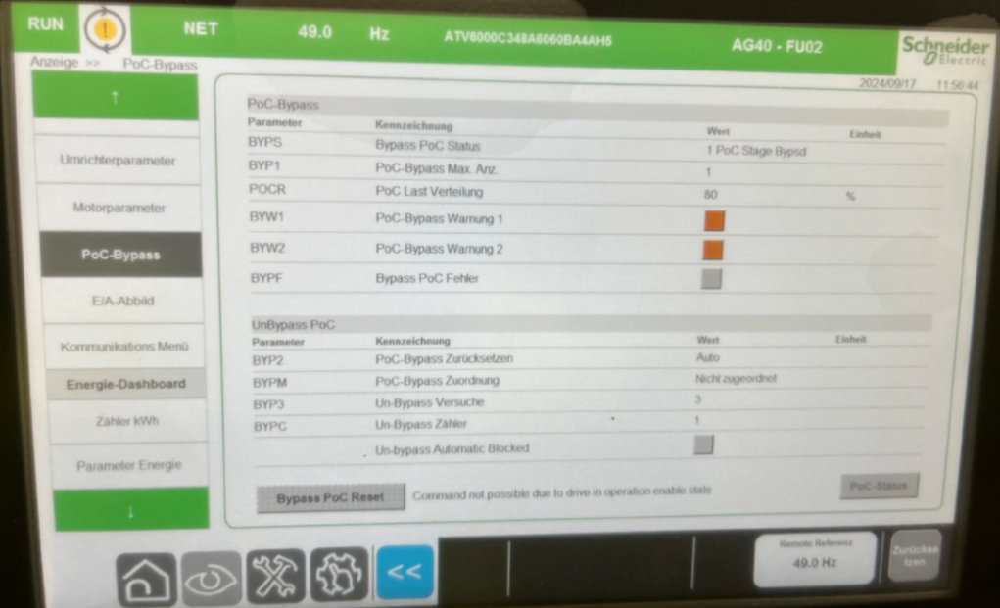 RUN NET 49.0 Hz ATV6000C348A6060BA4AH5 AG40 - FU02 Schneider Electric
Anzeige >> PoC-Bypass 2024/09/17 11:56:44
↑
Umrichterparameter
Motorparameter
PoC-Bypass
E/A-Abbild
Kommunikations Menü
Energie-Dashboard
Zähler kWh
Parameter Energie
↓
PoC-Bypass
Parameter Kennzeichnung Wert Einheit
BYPS Bypass PoC Status 1 PoC Stage Bypsd
BYP1 PoC-Bypass Max. Anz. 1
POCR PoC Last Verteilung 80 %
BYW1 PoC-Bypass Warnung 1
BYW2 PoC-Bypass Warnung 2
BYPF Bypass PoC Fehler
UnBypass PoC
Parameter Kennzeichnung Wert Einheit
BYP2 PoC-Bypass Zurücksetzen Auto
BYPM PoC-Bypass Zuordnung Nicht zugeordnet
BYP3 Un-Bypass Versuche 3
BYPC Un-Bypass Zähler 1
Un-bypass Automatic Blocked
Bypass PoC Reset Command not possible due to drive in operation enable state PoC-Status
<<
Remote Referenz
49.0 Hz
Zurückse
tzen